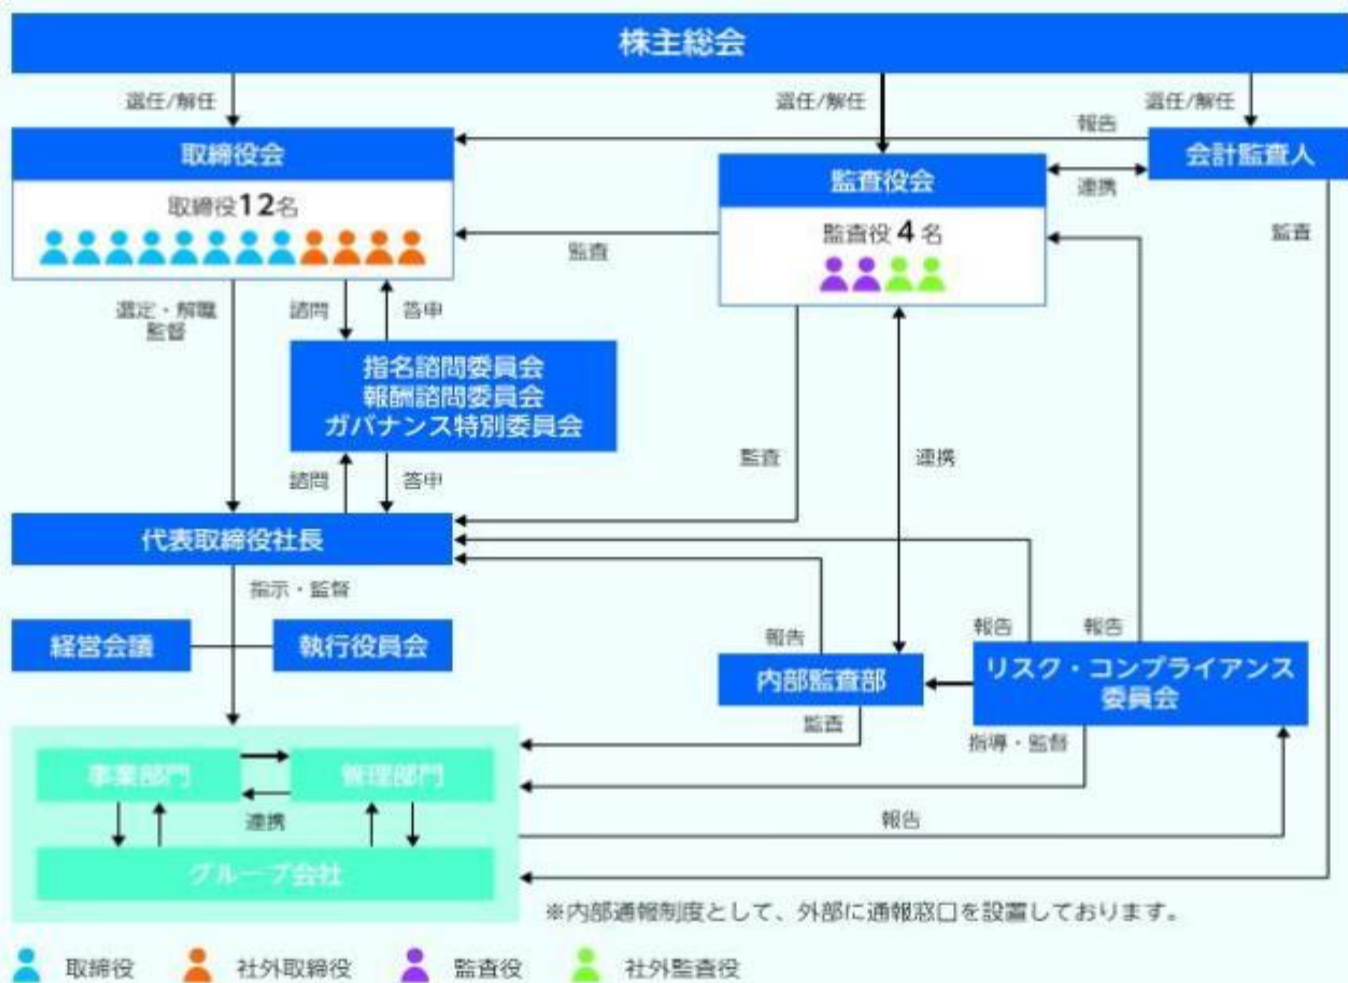 株主総会
選任/解任
選任/解任
選任/解任
取締役会
報告
会計監査人
監査役会
連携
取締役12名
監査役 4 名
監査
監査
選定・解職
監督
諮問
答申
指名諮問委員会
報酬諮問委員会
ガバナンス特別委員会
監査
連携
諮問
答申
代表取締役社長
指示・監督
経営会議
執行役員会
報告
報告
報告
内部監査部
リスク・コンプライアンス
委員会
監査
指導・監督
事業部門
管理部門
連携
報告
グループ会社
※内部通報制度として、外部に通報窓口を設置しております。
取締役
社外取締役
監査役
社外監査役